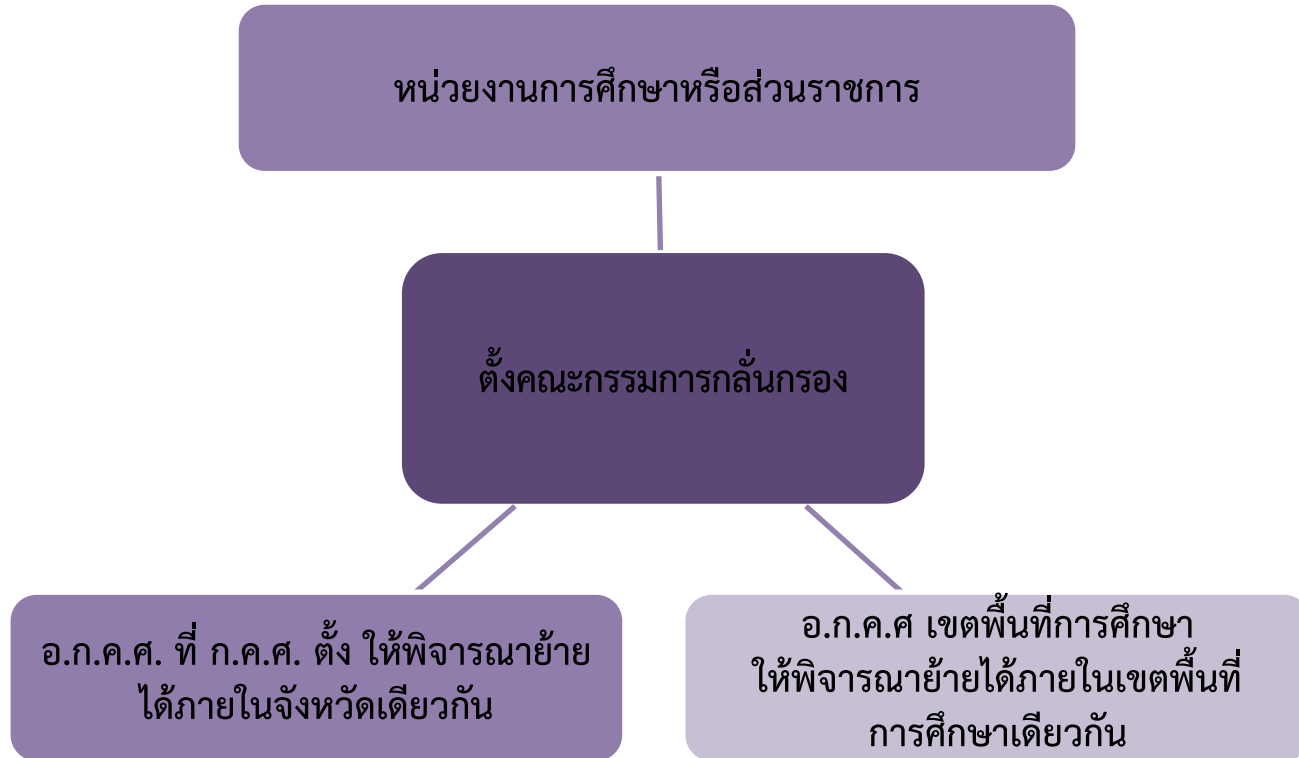 หน่วยงานการศึกษาหรือส่วนราชการ
ตั้งคณะกรรมการกลั่นกรอง
อ.ก.ค.ศ. ที่ ก.ค.ศ. ตั้ง ให้พิจารณาย้าย
ได้ภายในจังหวัดเดียวกัน
อ.ก.ค.ศ เขตพื้นที่การศึกษา
ให้พิจารณาย้ายได้ภายในเขตพื้นที่
การศึกษาเดียวกัน